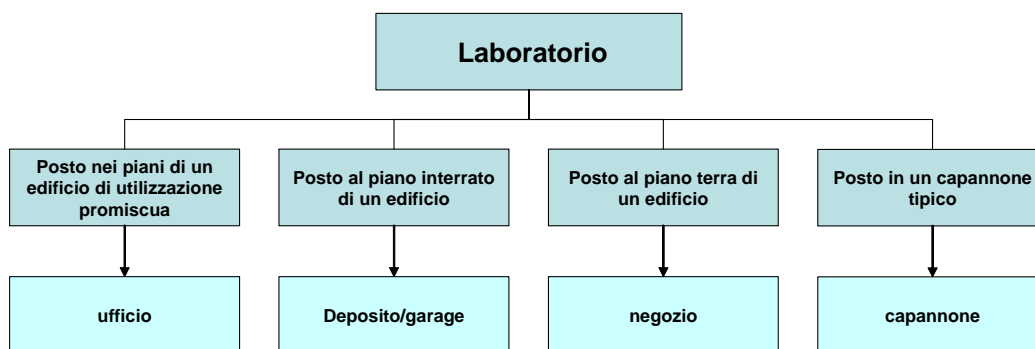 Laboratorio
Posto nei piani di un
edificio di utilizzazione
promiscua
Posto al piano interrato
di un edificio
Posto al piano terra di
un edificio
Posto in un capannone
tipico
ufficio
Deposito/garage
negozio
capannone